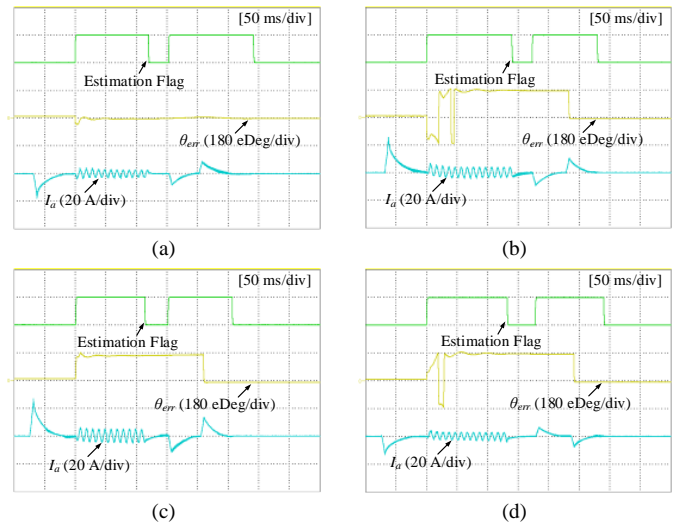 [50 ms/div]
Estimation Flag
θerr (180 eDeg/div)
Ia (20 A/div)
(a)
[50 ms/div]
Estimation Flag
θerr (180 eDeg/div)
Ia (20 A/div)
(b)
[50 ms/div]
Estimation Flag
θerr (180 eDeg/div)
Ia (20 A/div)
(c)
[50 ms/div]
Estimation Flag
θerr (180 eDeg/div)
Ia (20 A/div)
(d)